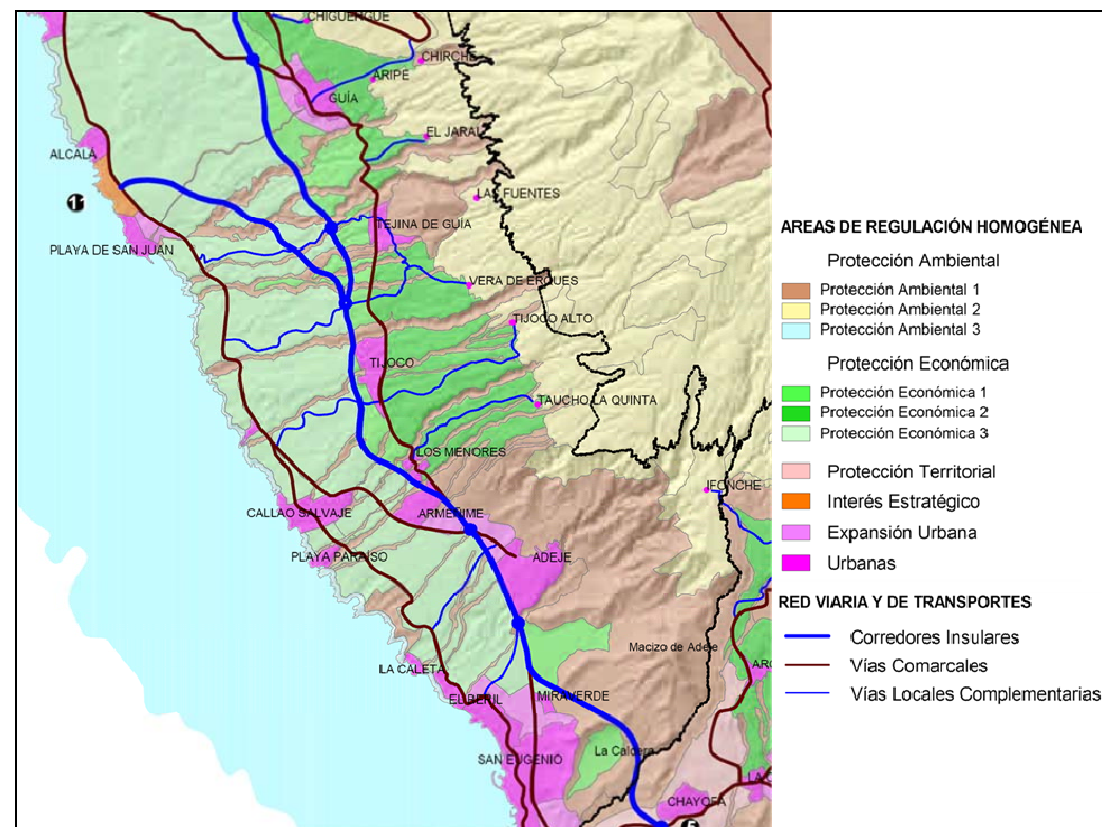 CHIGUERGUE
CHIRCHE
ARIPE
GUÍA
EL JARAL
ALCALÁ
LAS FUENTES
11
TEJINA DE GUÍA
PLAYA DE SAN JUAN
VERA DE ERQUES
TIJOCO ALTO
TIJOCO
TAUCHO LA QUINTA
LOS MENORES
IFONCHE
CALLAO SALVAJE
ARMEÑIME
PLAYA PARAISO
ADEJE
Macizo de Adeje
LA CALETA
EL BERIL
MIRAVERDE
La Caldera
SAN EUGENIO
CHAYOFA
AREAS DE REGULACIÓN HOMOGÉNEA
Protección Ambiental
Protección Ambiental 1
Protección Ambiental 2
Protección Ambiental 3
Protección Económica
Protección Económica 1
Protección Económica 2
Protección Económica 3
Protección Territorial
Interés Estratégico
Expansión Urbana
Urbanas
RED VIARIA Y DE TRANSPORTES
Corredores Insulares
Vías Comarcales
Vías Locales Complementarias